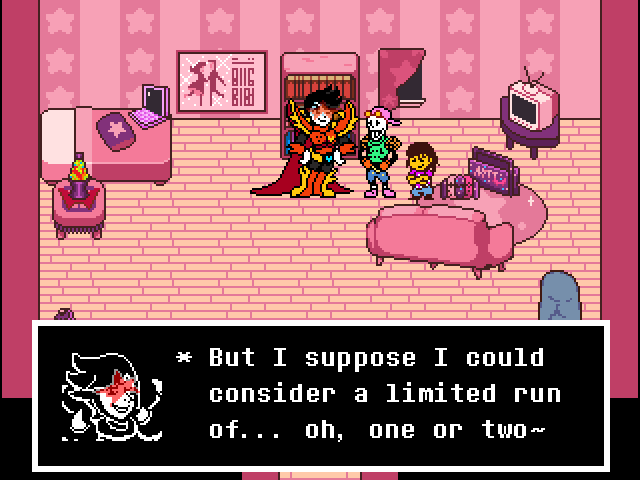 * But I suppose I could
consider a limited run
of... oh, one or two~